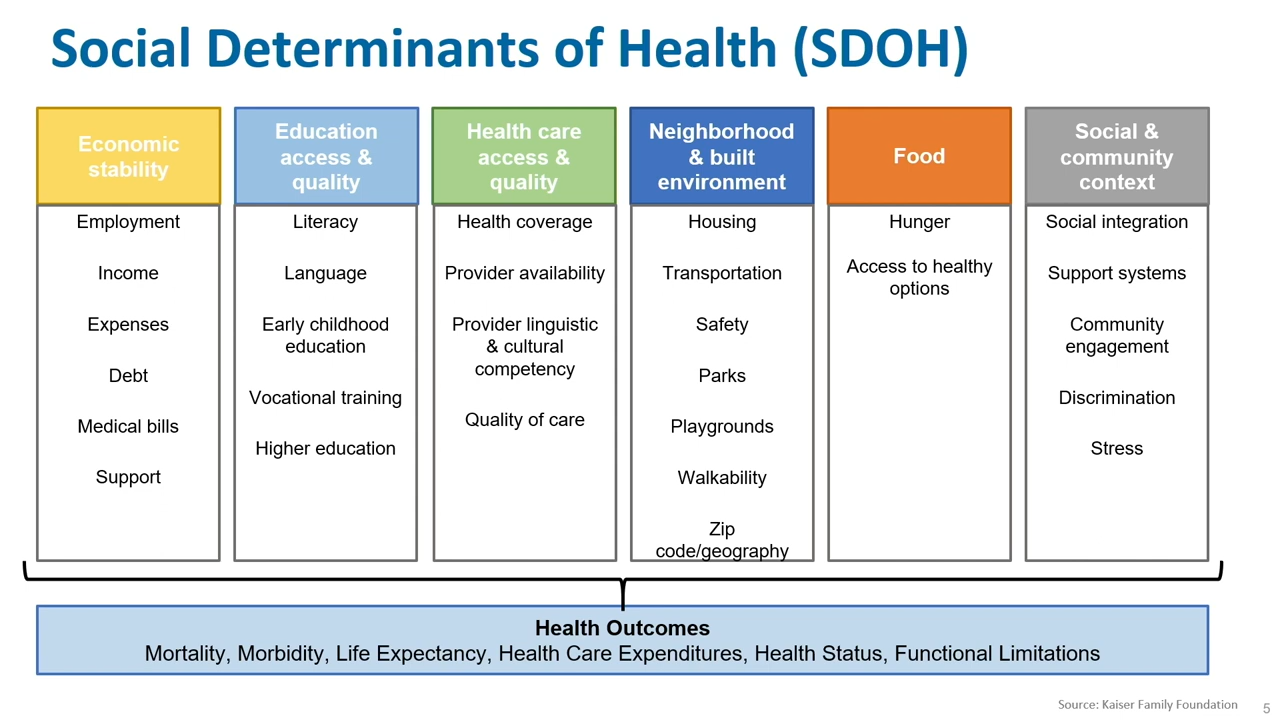 Social Determinants of Health (SDOH)
Economic
stability
Employment
Income
Expenses
Debt
Medical bills
Support
Education
access &
quality
Literacy
Language
Early childhood
education
Vocational training
Higher education
Health care
access &
quality
Health coverage
Provider availability
Provider linguistic
& cultural
competency
Quality of care
Neighborhood
& built
environment
Housing
Transportation
Safety
Parks
Playgrounds
Walkability
Zip
code/geography
Food
Hunger
Access to healthy
options
Social &
community
context
Social integration
Support systems
Community
engagement
Discrimination
Stress
Health Outcomes
Mortality, Morbidity, Life Expectancy, Health Care Expenditures, Health Status, Functional Limitations
Source: Kaiser Family Foundation
5